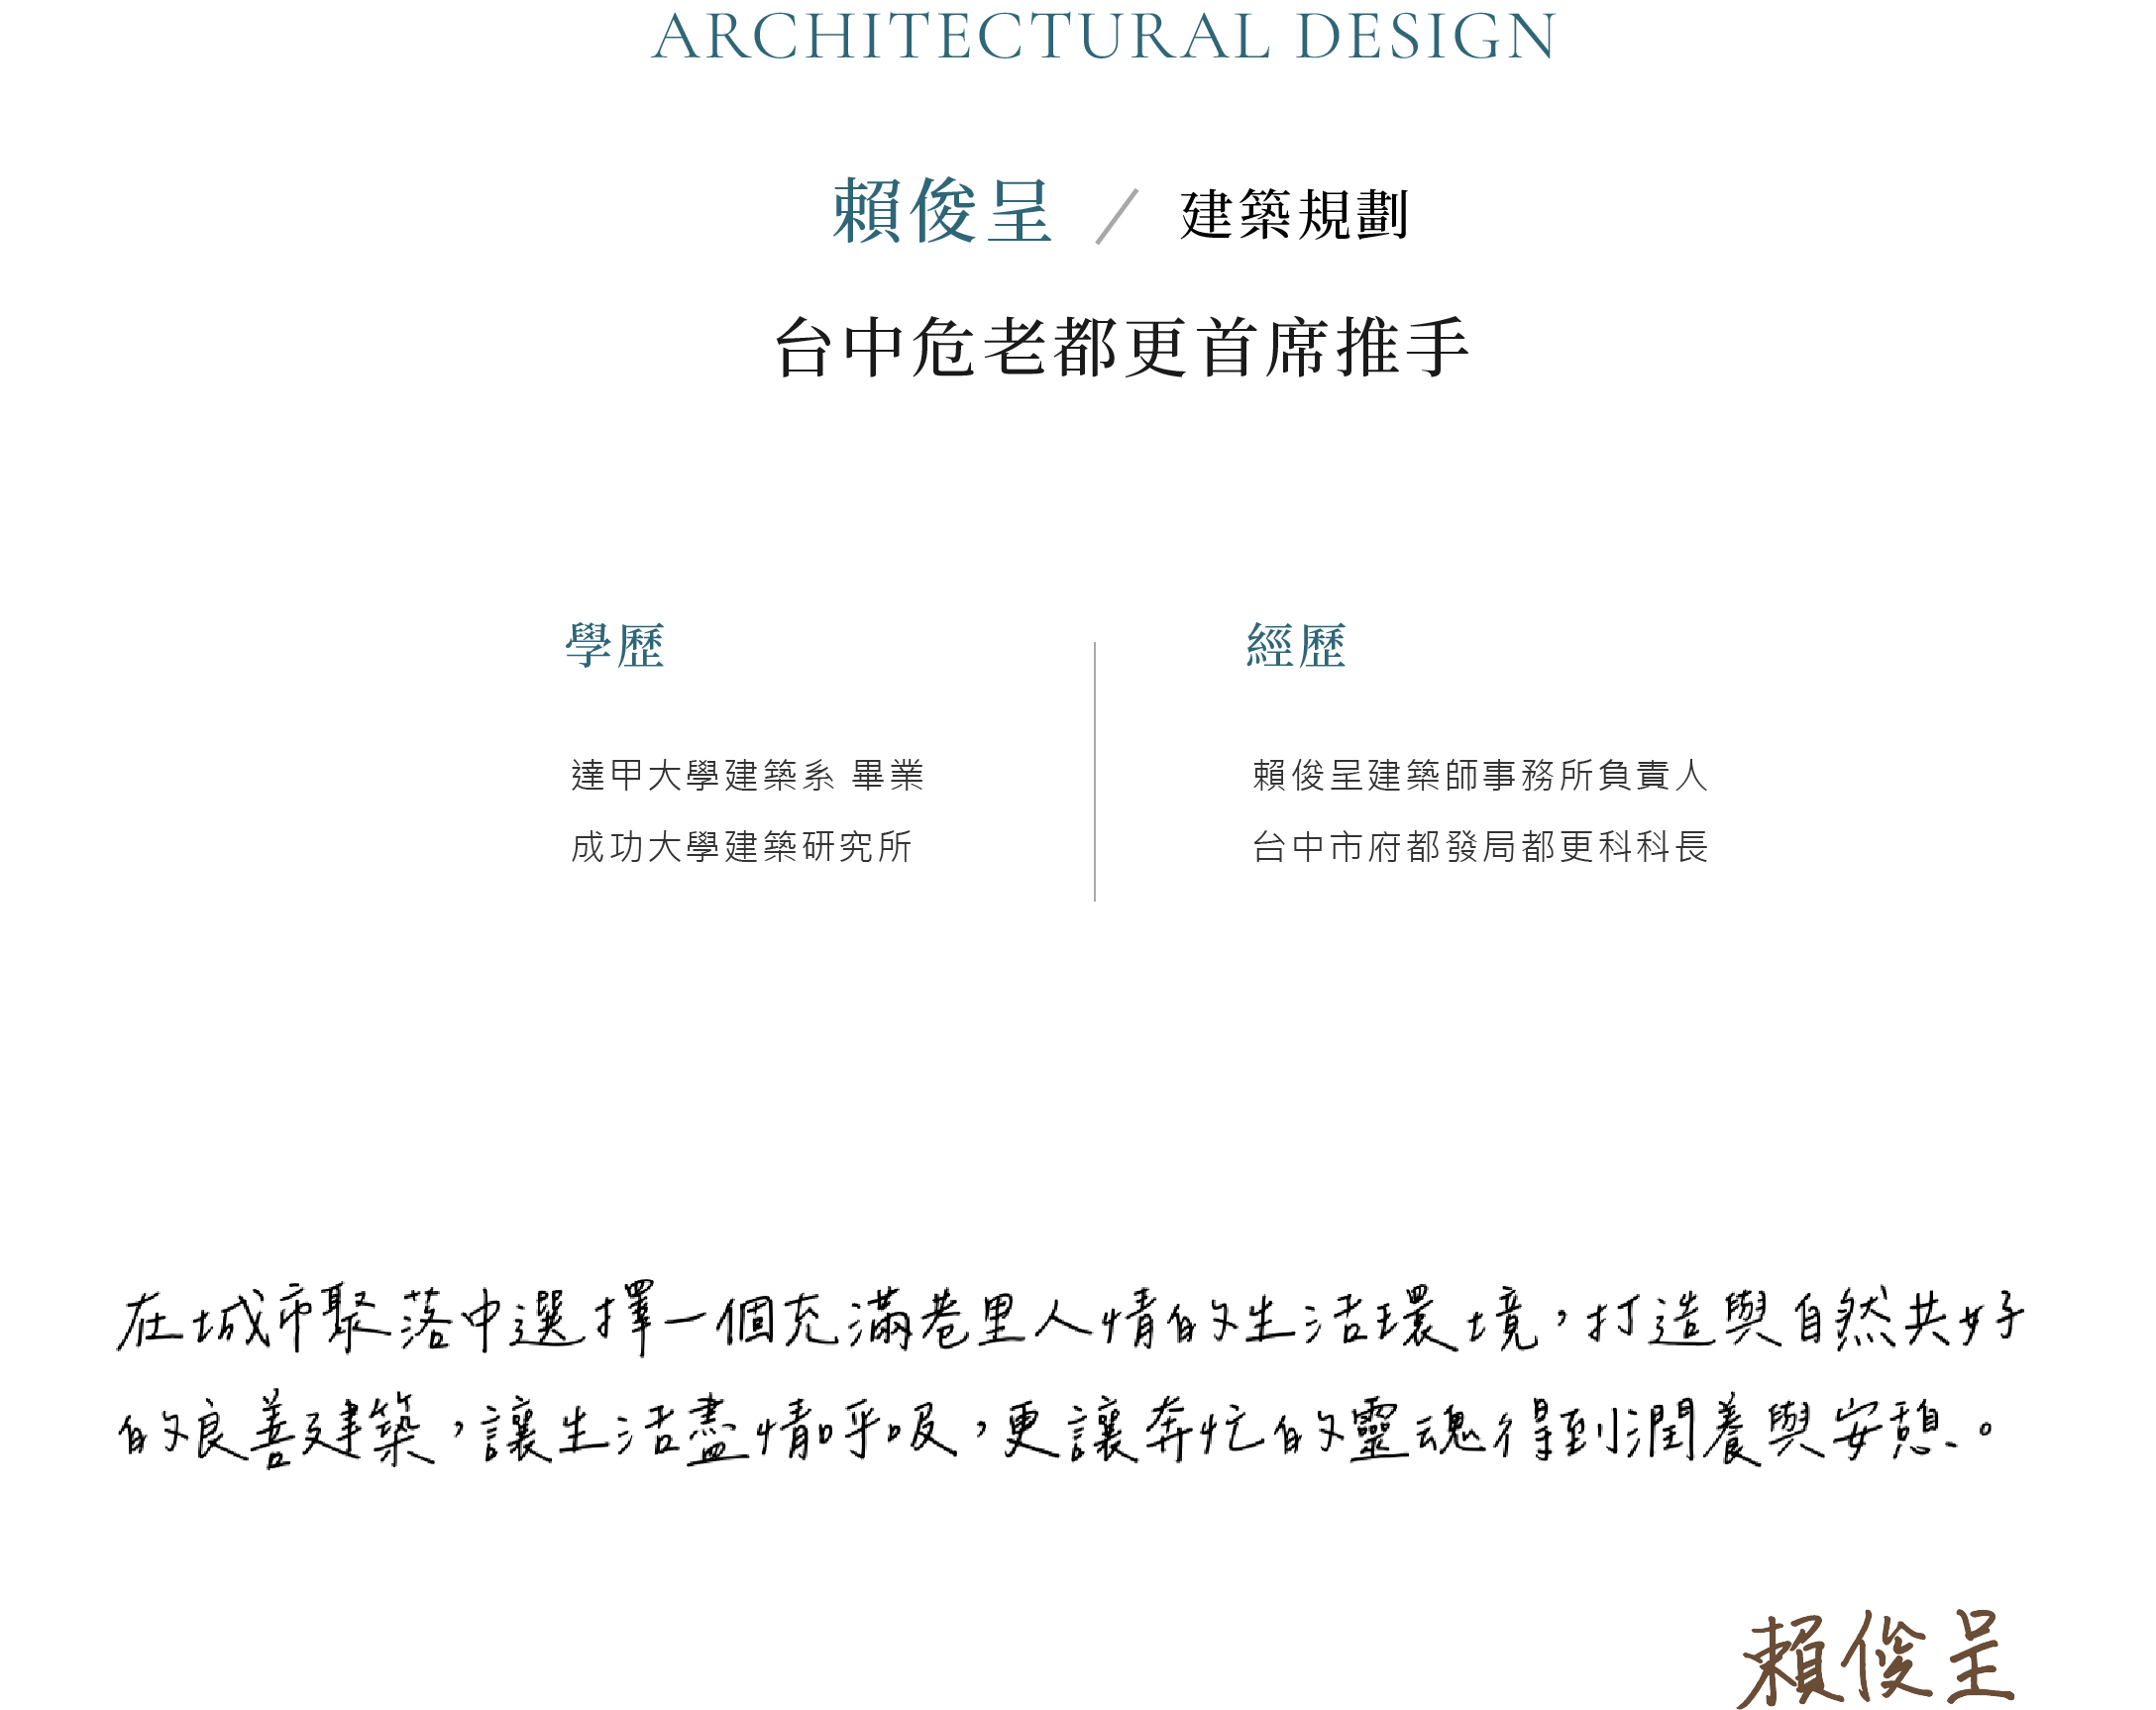 ARCHITECTURAL DESIGN
賴俊呈 ／ 建築規劃
台中危老都更首席推手
學歷
達甲大學建築系 畢業
成功大學建築研究所
經歷
賴俊呈建築師事務所負責人
台中市府都發局都更科科長
在城市聚落中選擇一個充滿巷里人情的生活環境，打造與自然共好
的良善建築，讓生活盡情呼吸，更讓奔忙的靈魂得到潤養與安憩。
賴俊呈